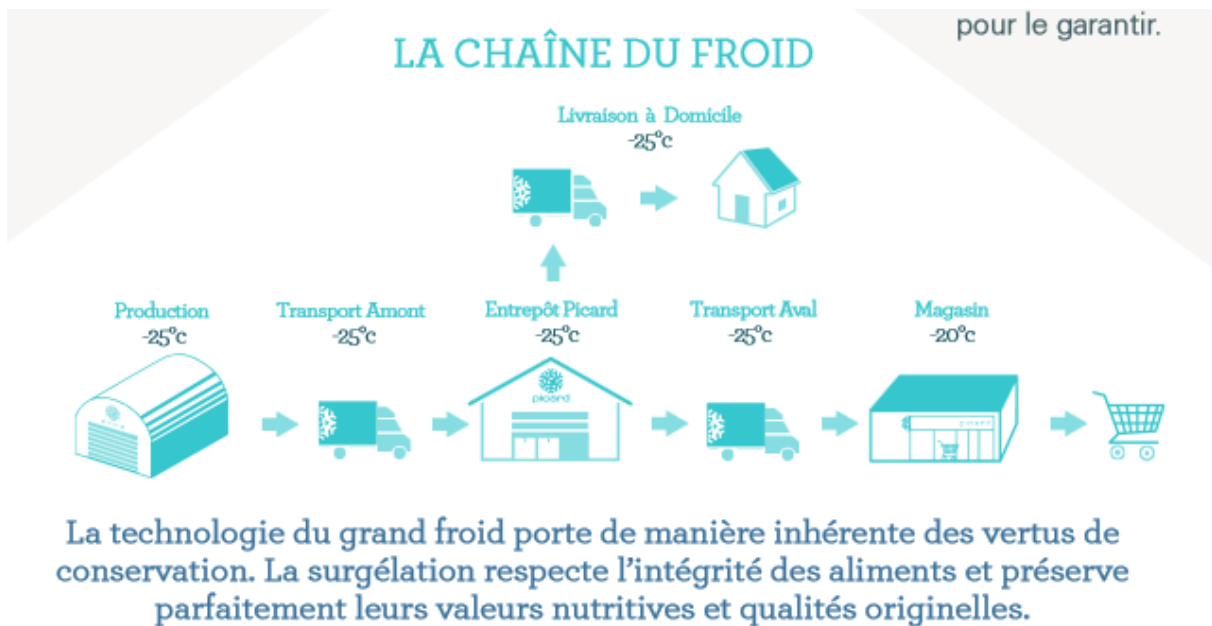 pour le garantir.
LA CHAÎNE DU FROID
Livraison à Domicile
-25°c
Production
-25°c
Transport Amont
-25°c
Entrepôt Picard
-25°c
Transport Aval
-25°c
Magasin
-20°c
picard
picard
La technologie du grand froid porte de manière inhérente des vertus de
conservation. La surgélation respecte l'intégrité des aliments et préserve
parfaitement leurs valeurs nutritives et qualités originelles.